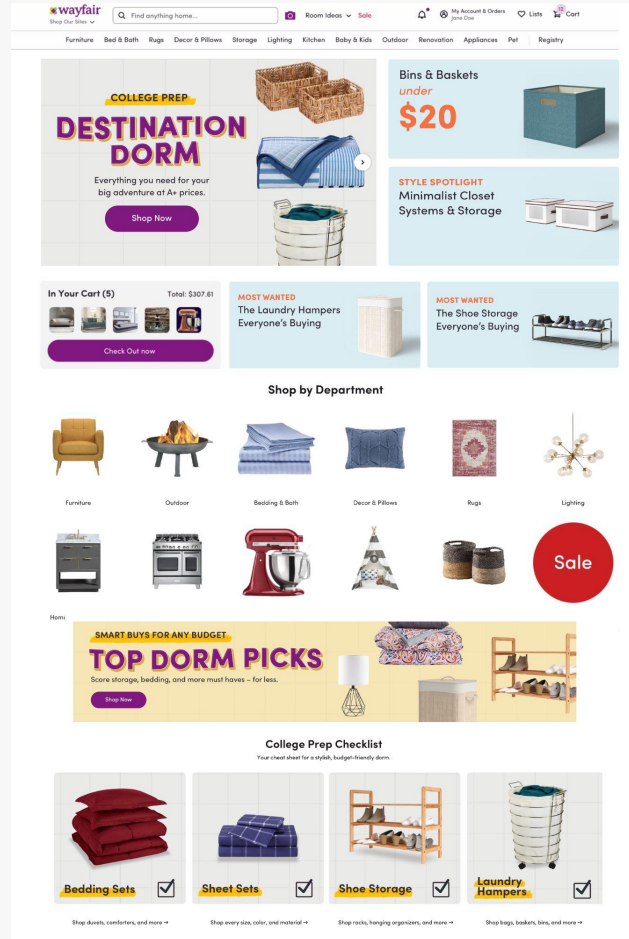 wayfair
Shop Our Sites
Find anything home...
Room Ideas
Sale
My Account & Orders
Jane Doe
Lists
12
Cart
Furniture Bed & Bath Rugs Decor & Pillows Storage Lighting Kitchen Baby & Kids Outdoor Renovation Appliances Pet Registry
COLLEGE PREP
DESTINATION
DORM
Everything you need for your
big adventure at A+ prices.
Shop Now
Bins & Baskets
under
$20
STYLE SPOTLIGHT
Minimalist Closet
Systems & Storage
In Your Cart (5) Total: $307.61
Check Out now
MOST WANTED
The Laundry Hampers
Everyone's Buying
MOST WANTED
The Shoe Storage
Everyone's Buying
Shop by Department
Furniture Outdoor Bedding & Bath Decor & Pillows Rugs Lighting
Sale
Home
SMART BUYS FOR ANY BUDGET
TOP DORM PICKS
Score storage, bedding, and more must haves – for less.
Shop Now
College Prep Checklist
Your cheat sheet for a stylish, budget-friendly dorm.
Bedding Sets
Sheet Sets
Shoe Storage
Laundry
Hampers
Shop duvets, comforters, and more →
Shop every size, color, and material →
Shop racks, hanging organizers, and more →
Shop bags, baskets, bins, and more →